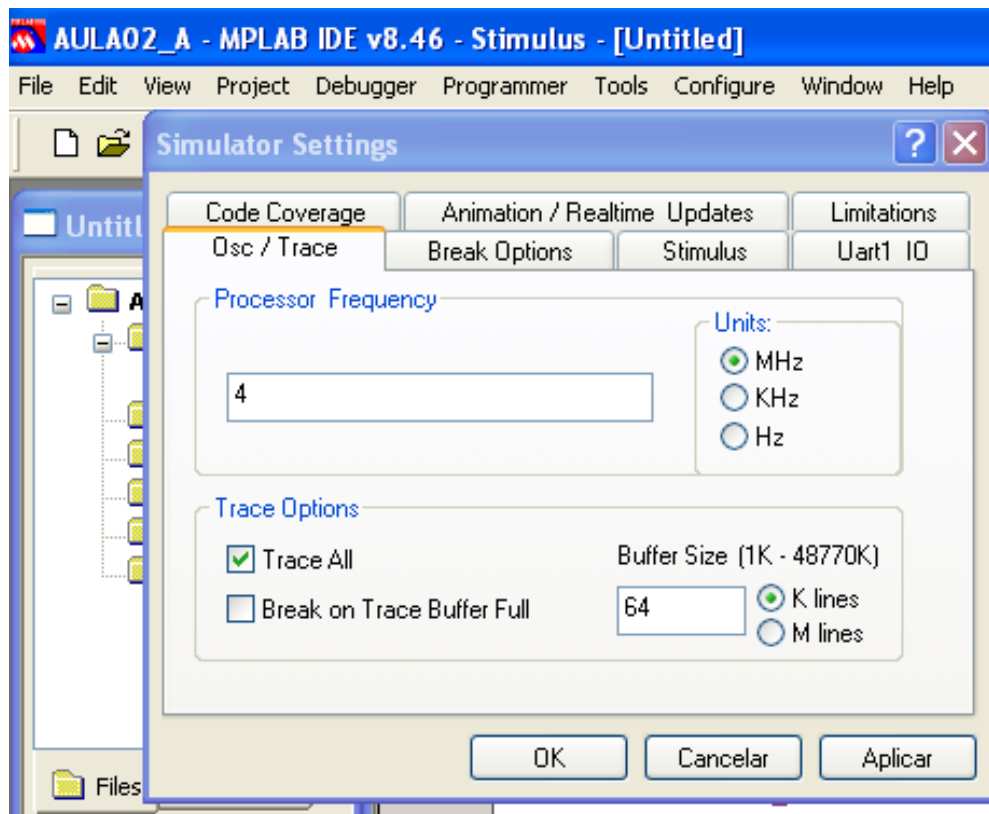 AULA02_A - MPLAB IDE v8.46 - Stimulus - [Untitled]
File Edit View Project Debugger Programmer Tools Configure Window Help
Simulator Settings
Untitl
Code Coverage Animation / Realtime Updates Limitations
Osc / Trace Break Options Stimulus Uart1 IO
A
Processor Frequency
Units:
4
MHz
KHz
Hz
Trace Options
Trace All
Buffer Size (1K - 48770K)
Break on Trace Buffer Full
64
K lines
M lines
OK Cancelar Aplicar
Files